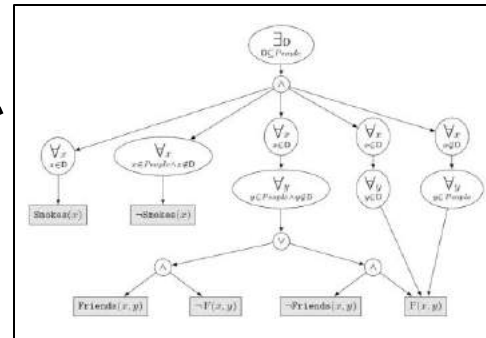 ∃D
D⊆People
∧
∀x ∀x ∀x ∀x ∀x
x∈D x∈People∧x∉D x∈D x∈D x∉D
∀y ∀y ∀y
y∈People∧y∉D y∈D y∈People
Smokes(x) ¬Smokes(x)
∨
∧ ∧
Friends(x, y) ¬F(x, y) ¬Friends(x, y) F(x, y)